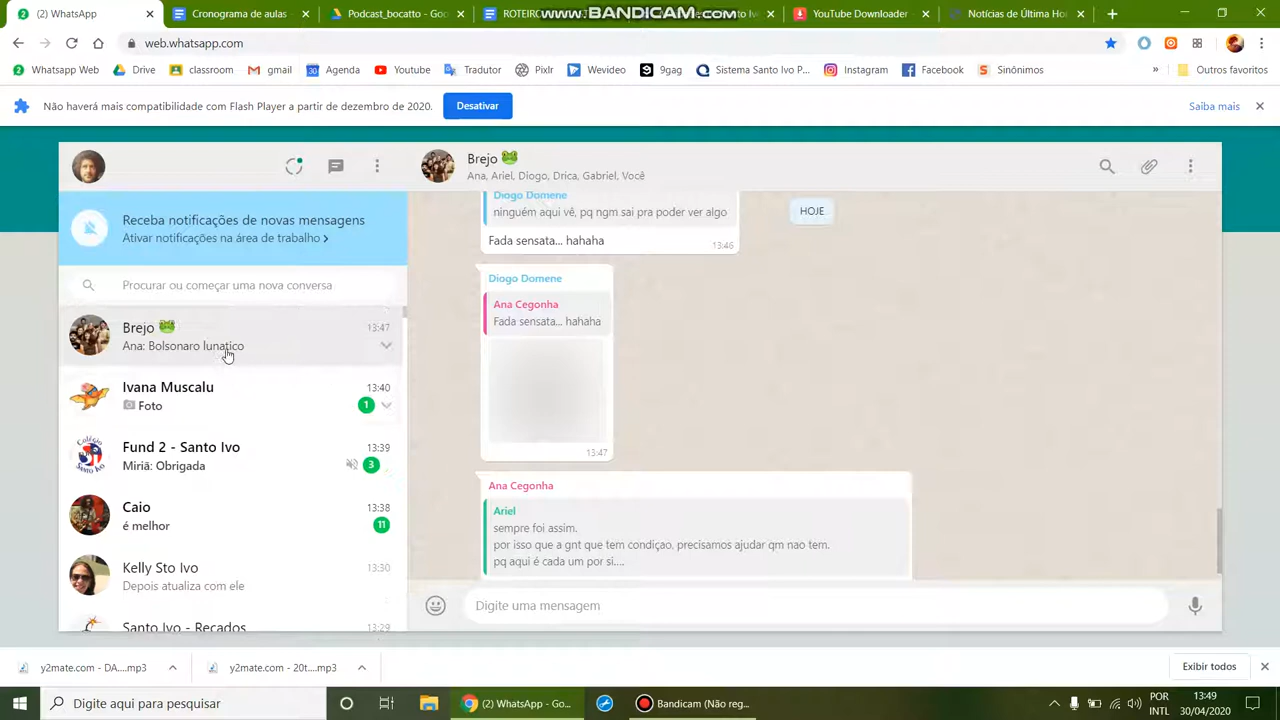 (2) WhatsApp
Cronograma de aulas -
Podcast_bocatto - Goo
ROTEIRO
www.BANDICAM.com
YouTube Downloader
Notícias de Última Ho
web.whatsapp.com
Whatsapp Web
Drive
classroom
gmail
Agenda
Youtube
Tradutor
Pixlr
Wevideo
9gag
Sistema Santo Ivo P...
Instagram
Facebook
Sinônimos
»
Outros favoritos
Não haverá mais compatibilidade com Flash Player a partir de dezembro de 2020.
Desativar
Saiba mais
Brejo 🐸
Ana, Ariel, Diogo, Drica, Gabriel, Você
Receba notificações de novas mensagens
Ativar notificações na área de trabalho >
Procurar ou começar uma nova conversa
Brejo 🐸
13:47
Ana: Bolsonaro lunatico
Ivana Muscalu
13:40
Foto
1
Fund 2 - Santo Ivo
13:39
Miriã: Obrigada
3
Caio
13:38
é melhor
11
Kelly Sto Ivo
13:30
Depois atualiza com ele
Santo Ivo - Recados
13:29
Diogo Domene
ninguém aqui vê, pq ngm sai pra poder ver algo
HOJE
Fada sensata... hahaha
13:46
Diogo Domene
Ana Cegonha
Fada sensata... hahaha
13:47
Ana Cegonha
Ariel
sempre foi assim.
por isso que a gnt que tem condiçao, precisamos ajudar qm nao tem.
pq aqui é cada um por si....
Digite uma mensagem
y2mate.com - DA....mp3
y2mate.com - 20t....mp3
Exibir todos
Digite aqui para pesquisar
(2) WhatsApp - Go...
Bandicam (Não reg...
POR
INTL
13:49
30/04/2020